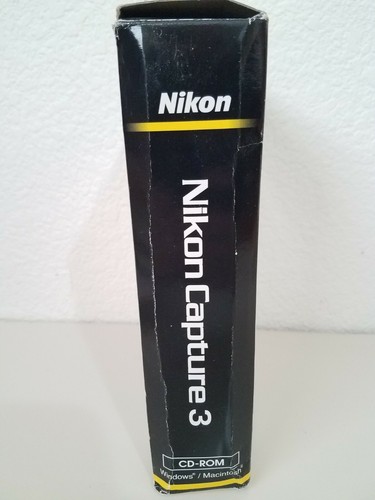 Nikon
Nikon Capture 3
CD-ROM
Windows® / Macintosh®